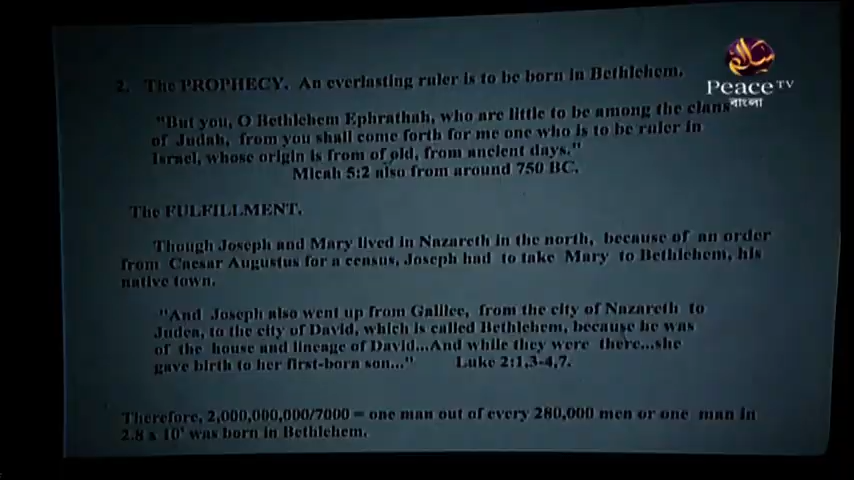 2. The PROPHECY. An everlasting ruler is to be born in Bethlehem.
"But you, O Bethlehem Ephrathah, who are little to be among the clans
of Judah, from you shall come forth for me one who is to be ruler in
Israel, whose origin is from of old, from ancient days."
Micah 5:2 also from around 750 BC.
The FULFILLMENT.
Though Joseph and Mary lived in Nazareth in the north, because of an order
from Caesar Augustus for a census, Joseph had to take Mary to Bethlehem, his
native town.
"And Joseph also went up from Galilee, from the city of Nazareth to
Judea, to the city of David, which is called Bethlehem, because he was
of the house and lineage of David...And while they were there...she
gave birth to her first-born son..." Luke 2:1,3-4,7.
Therefore, 2,000,000,000/7000 = one man out of every 280,000 men or one man in
2.8 x 10⁵ was born in Bethlehem.
Peace TV
বাংলা